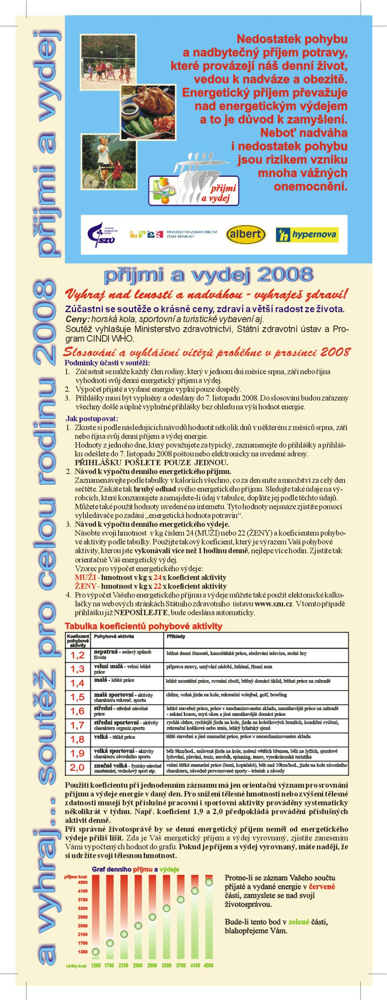 a vyhraj... soutěž pro celou rodinu 2008 přijmi a vydej
Nedostatek pohybu
a nadbytečný příjem potravy,
které provázejí náš denní život,
vedou k nadváze a obezitě.
Energetický příjem převažuje
nad energetickým výdejem
a to je důvod k zamyšlení.
Neboť nadváha
i nedostatek pohybu
jsou rizikem vzniku
mnoha vážných
onemocnění.
přijmi
a vydej
STÁTNÍ
ZDRAVOTNÍ
ÚSTAV
SZÚ
MINISTERSTVO ZDRAVOTNICTVÍ
ČESKÉ REPUBLIKY
albert
h hypernova
přijmi a vydej 2008
Vyhraj nad leností a nadváhou - vyhraješ zdraví!
Zúčastni se soutěže o krásné ceny, zdraví a větší radost ze života.
Ceny: horská kola, sportovní a turistické vybavení aj.
Soutěž vyhlašuje Ministerstvo zdravotnictví, Státní zdravotní ústav a Pro-
gram CINDI WHO.
Slosování a vyhlášení vítězů proběhne v prosinci 2008
Podmínky účasti v soutěži:
1. Zúčastnit se může každý člen rodiny, který v jednom dni měsíce srpna, září nebo října
vyhodnotí svůj denní energetický příjem a výdej.
2. Výpočet přijaté a vydané energie vyplní pouze dospělý.
3. Přihlášky musí být vyplněny a odeslány do 7. listopadu 2008. Do slosování budou zařazeny
všechny došlé a úplně vyplněné přihlášky bez ohledu na výši hodnot energie.
Jak postupovat:
1. Zkuste si podle následujících návodů hodnotit několik dnů v některém z měsíců srpna, září
nebo října svůj denní příjem a výdej energie.
Hodnoty z jednoho dne, který považujete za typický, zaznamenejte do přihlášky a přihláš-
ku odešlete do 7. listopadu 2008 poštou nebo elektronicky na uvedené adresy.
PŘIHLÁŠKU POŠLETE POUZE JEDNOU.
2. Návod k výpočtu denního energetického příjmu.
Zaznamenávejte podle tabulky v kaloriích všechno, co za den sníte a množství za celý den
sečtěte. Získáte tak hrubý odhad svého energetického příjmu. Sledujte také údaje na vý-
robcích, které konzumujete a nenajdete-li údaj v tabulce, doplňte jej podle těchto údajů.
Můžete také použít hodnoty uvedené na internetu. Tyto hodnoty nejsnáze zjistíte pomocí
vyhledávače po zadání „energetická hodnota potravin“.
3. Návod k výpočtu denního energetického výdeje.
Násobte svoji hmotnost v kg číslem 24 (MUŽI) nebo 22 (ŽENY) a koeficientem pohybo-
vé aktivity podle tabulky. Použijte takový koeficient, který je výrazem Vaší pohybové
aktivity, kterou jste vykonávali více než 1 hodinu denně, nejlépe více hodin. Zjistíte tak
orientačně Váš energetický výdej.
Vzorec pro výpočet energetického výdeje:
MUŽI - hmotnost v kg x 24 x koeficient aktivity
ŽENY - hmotnost v kg x 22 x koeficient aktivity
4. Pro výpočet Vašeho energetického příjmu a výdeje můžete také použít elektonické kalku-
lačky na webových stránkách Státního zdravotního ústavu www.szu.cz. V tomto případě
přihlášku již NEPOSÍLEJTE, bude odeslána automaticky.
Tabulka koeficientů pohybové aktivity
Koeficient
pohybové
aktivity
Pohybová aktivita
Příklady
1,2
nepatrná - sedavý způsob
života
běžné denní činnosti, kancelářské práce, sledování televize, stolní hry
1,3
velmi malá - velmi lehké
práce
příprava stravy, umývání nádobí, žehlení, řízení auta
1,4
malá - lehké práce
lehké montážní práce, rovnání zboží, běžný domácí úklid, běžné práce na zahradě
1,5
malá sportovní - aktivity
charakteru rekreač. sportu
chůze, volná jízda na kole, rekreační volejbal, golf, bowling
1,6
střední - středně náročné
práce
lehké stavební práce, práce v mechanizovaném skladu, namáhavější práce na zahradě
- sekání kosou, mytí oken a jiné namáhavější domácí práce
1,7
střední sportovní - aktivity
charakteru organiz.sportu
rychlá chůze, rychlejší jízda na kole, jízda na kolečkových bruslích, kondiční cvičení,
rekreační košíková nebo tenis, lehký lyžařský sjezd
1,8
velká - těžké práce
těžší stavební a jiné manuelní práce, práce v nemechanizovaném skladu
1,9
velká sportovní - aktivity
charakteru závodního sportu
běh 9km/hod., usilovná jízda na kole, nošení větších břemen, běh na lyžích, sjezdové
lyžování, plavání, tenis, aerobik, spinning, tanec, vysokohorská turistika
2,0
značně velká - fyzicky náročné
zaměstnání, vrcholový sport atp.
velmi těžké manuelní práce (lesní, kopáčské), běh nad 10km/hod., jízda na kole závodního
charakteru, závodně provozované sporty - trénink a závody
Použití koeficientu při jednodenním záznamu má jen orientační význam pro srovnání
příjmu a výdeje energie v daný den. Pro snížení tělesné hmotnosti nebo zvýšení tělesné
zdatnosti musejí být příslušné pracovní i sportovní aktivity prováděny systematicky
několikrát v týdnu. Např. koeficient 1,9 a 2,0 předpokládá provádění příslušných
aktivit denně.
Při správné životosprávě by se denní energetický příjem neměl od energetického
výdeje příliš lišit. Zda je Váš energetický příjem a výdej vyrovnaný, zjistíte zanesením
Vámi vypočtených hodnot do grafu. Pokud je příjem a výdej vyrovnaný, máte naději, že
si udržíte svoji tělesnou hmotnost.
Graf denního příjmu a výdeje
příjem kcal
4500
4100
3700
3300
2900
2500
2100
1700
1300
výdej kcal 1300 1700 2100 2500 2900 3300 3700 4100 4500
Protne-li se záznam Vašeho součtu
přijaté a vydané energie v červené
části, zamyslete se nad svojí
životosprávou.
Bude-li tento bod v zelené části,
blahopřejeme Vám.